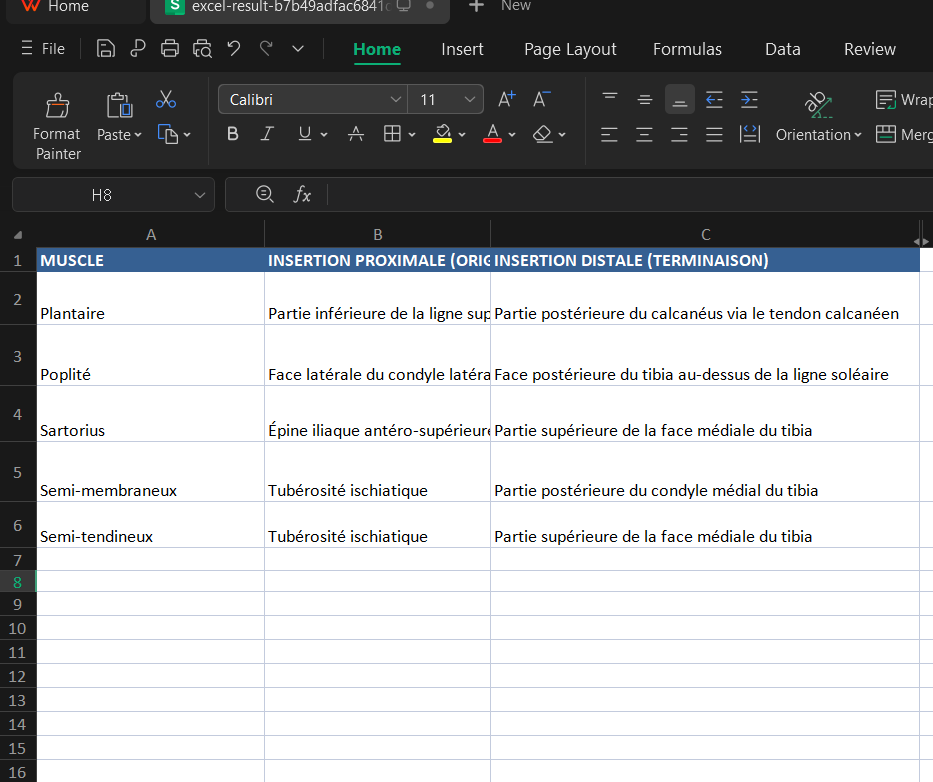 Home
S excel-result-b7b49adfac6841c
New
File
Home Insert Page Layout Formulas Data Review
Format Painter
Paste
Calibri 11
A+ A-
B I U A A
Orientation
Wrap
Merg
H8
fx
A B C
1 MUSCLE INSERTION PROXIMALE (ORIG INSERTION DISTALE (TERMINAISON)
2 Plantaire Partie inférieure de la ligne sup Partie postérieure du calcanéus via le tendon calcanéen
3 Poplité Face latérale du condyle latéra Face postérieure du tibia au-dessus de la ligne soléaire
4 Sartorius Épine iliaque antéro-supérieure Partie supérieure de la face médiale du tibia
5 Semi-membraneux Tubérosité ischiatique Partie postérieure du condyle médial du tibia
6 Semi-tendineux Tubérosité ischiatique Partie supérieure de la face médiale du tibia
7
8
9
10
11
12
13
14
15
16